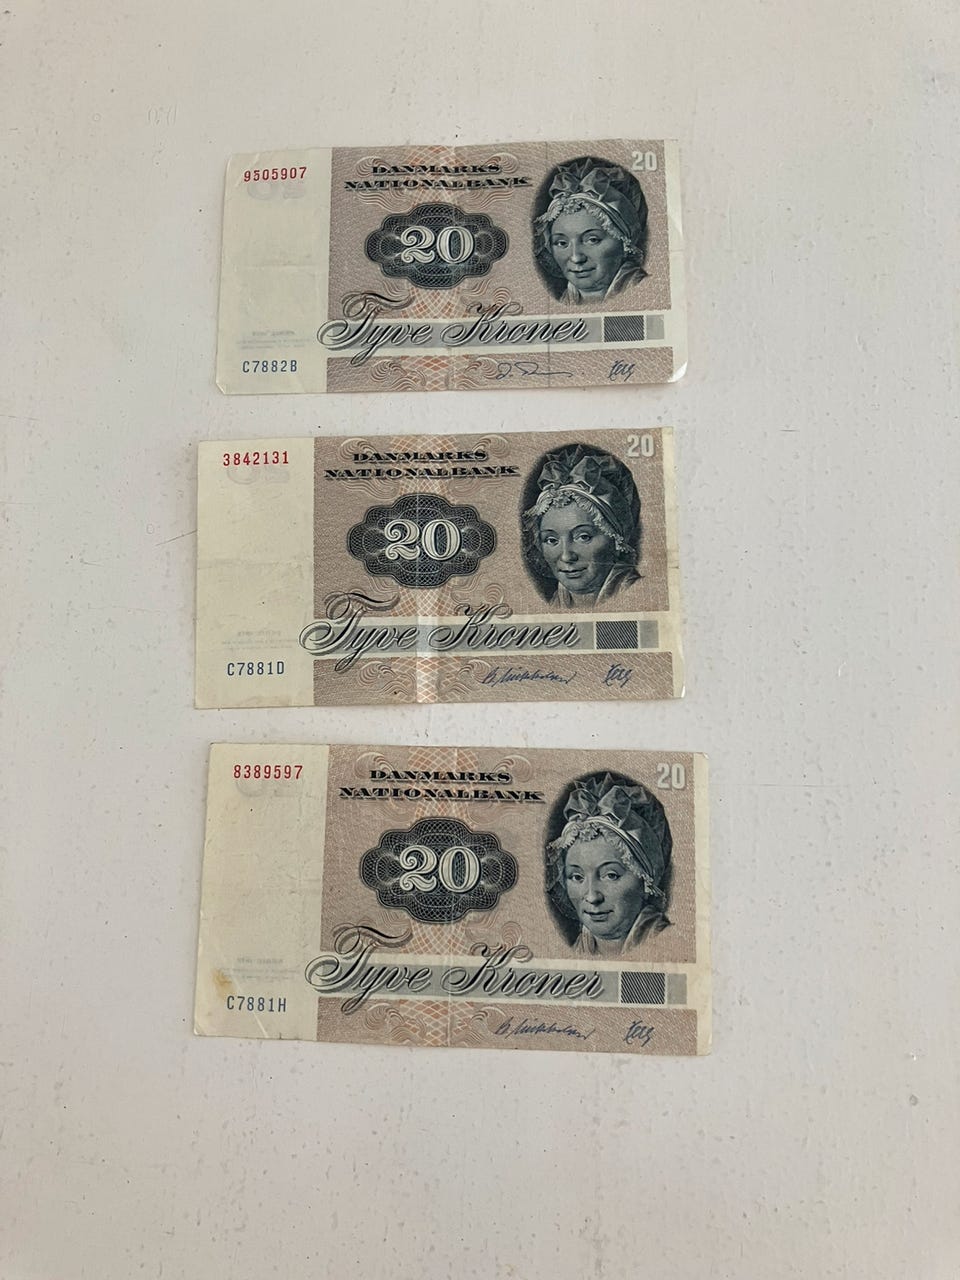 9505907
20
DANMARKS
NATIONALBANK
20
Tyve Kroner
C7882B
3842131
20
DANMARKS
NATIONALBANK
20
Tyve Kroner
C7881D
8389597
20
DANMARKS
NATIONALBANK
20
Tyve Kroner
C7881H